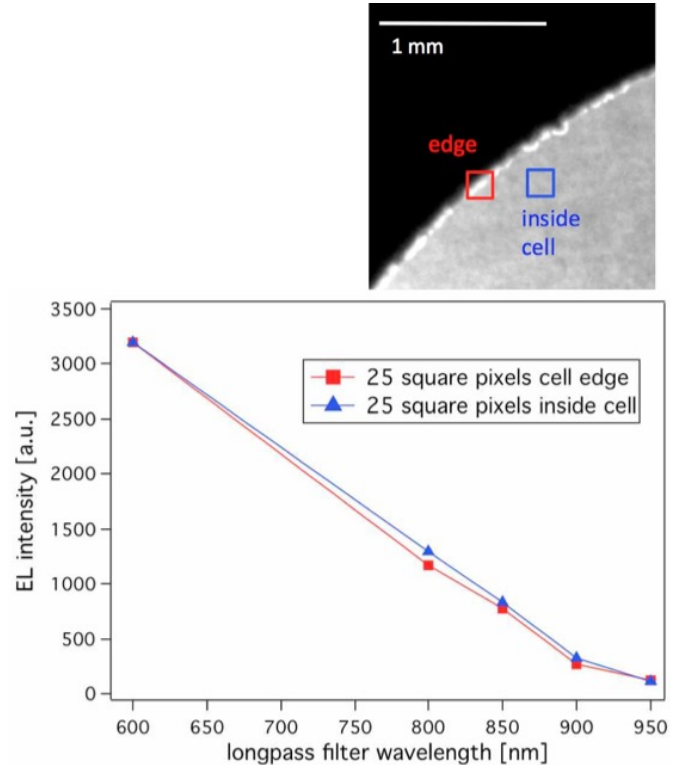 1 mm
edge
inside
cell
3500
3000
2500
2000
1500
1000
500
0
EL intensity [a.u.]
25 square pixels cell edge
25 square pixels inside cell
600 650 700 750 800 850 900 950
longpass filter wavelength [nm]